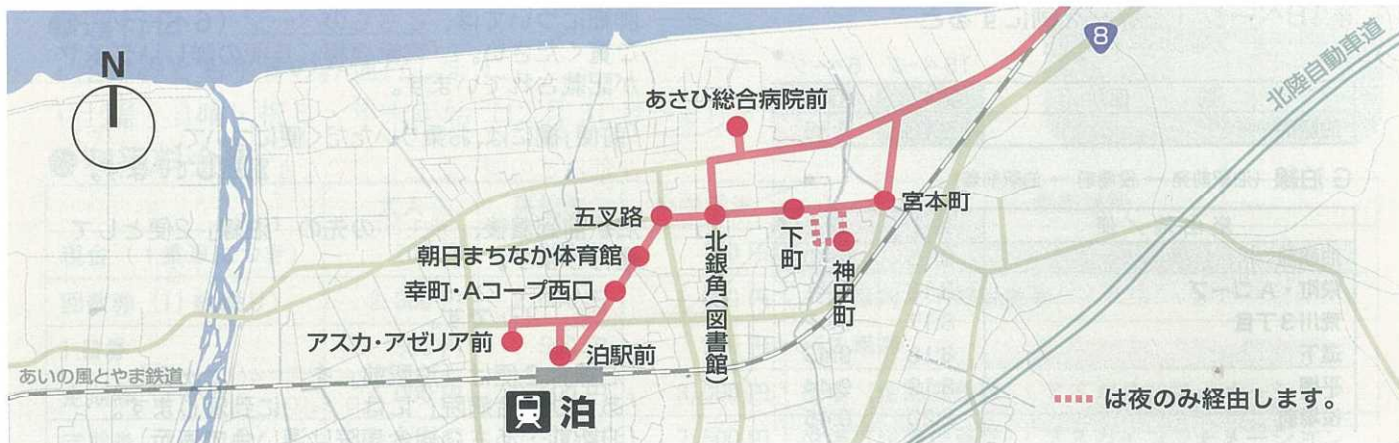 N
8
北陸自動車道
あさひ総合病院前
五叉路
朝日まちなか体育館
幸町・Aコープ西口
アスカ・アゼリア前
泊駅前
北銀角(図書館)
下町
神田町
宮本町
あいの風とやま鉄道
泊
は夜のみ経由します。
G 泊線